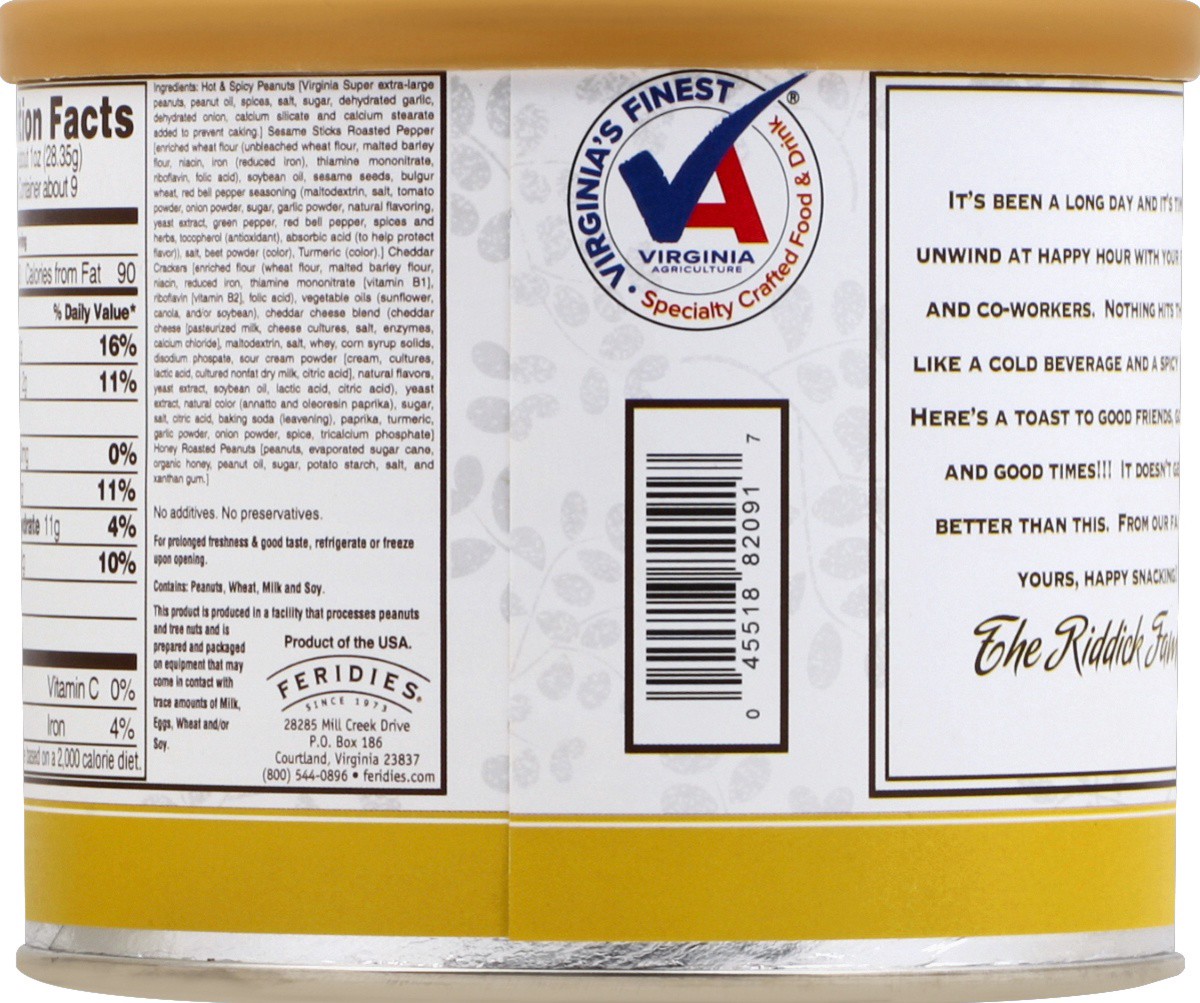 tion Facts
about 1oz (28.35g)
Container about 9
Calories from Fat 90
% Daily Value*
16%
11%
0%
11%
drate 11g 4%
10%
Vitamin C 0%
Iron 4%
based on a 2,000 calorie diet.
Ingredients: Hot & Spicy Peanuts [Virginia Super extra-large
peanuts, peanut oil, spices, salt, sugar, dehydrated garlic,
dehydrated onion, calcium silicate and calcium stearate
added to prevent caking.] Sesame Sticks Roasted Pepper
[enriched wheat flour (unbleached wheat flour, malted barley
flour, niacin, iron (reduced iron), thiamine mononitrate,
riboflavin, folic acid), soybean oil, sesame seeds, bulgur
wheat, red bell pepper seasoning (maltodextrin, salt, tomato
powder, onion powder, sugar, garlic powder, natural flavoring,
yeast extract, green pepper, red bell pepper, spices and
herbs, tocopherol (antioxidant), absorbic acid (to help protect
flavor)), salt, beet powder (color), Turmeric (color).] Cheddar
Crackers [enriched flour (wheat flour, malted barley flour,
niacin, reduced iron, thiamine mononitrate [vitamin B1],
riboflavin [vitamin B2], folic acid), vegetable oils (sunflower,
canola, and/or soybean), cheddar cheese blend (cheddar
cheese [pasteurized milk, cheese cultures, salt, enzymes,
calcium chloride], maltodextrin, salt, whey, corn syrup solids,
disodium phospate, sour cream powder [cream, cultures,
lactic acid, cultured nonfat dry milk, citric acid], natural flavors,
yeast extract, soybean oil, lactic acid, citric acid), yeast
extract, natural color (annatto and oleoresin paprika), sugar,
salt, citric acid, baking soda (leavening), paprika, turmeric,
garlic powder, onion powder, spice, tricalcium phosphate]
Honey Roasted Peanuts [peanuts, evaporated sugar cane,
organic honey, peanut oil, sugar, potato starch, salt, and
xanthan gum.]
No additives. No preservatives.
For prolonged freshness & good taste, refrigerate or freeze
upon opening.
Contains: Peanuts, Wheat, Milk and Soy.
This product is produced in a facility that processes peanuts
and tree nuts and is
prepared and packaged
on equipment that may
come in contact with
trace amounts of Milk,
Eggs, Wheat and/or
Soy.
Product of the USA.
FERIDIES®
SINCE 1973
28285 Mill Creek Drive
P.O. Box 186
Courtland, Virginia 23837
(800) 544-0896 • feridies.com
VIRGINIA'S FINEST ®
VA
VIRGINIA
AGRICULTURE
• Specialty Crafted Food & Drink
0 45518 82091 7
IT'S BEEN A LONG DAY AND IT'S
UNWIND AT HAPPY HOUR WITH YOUR
AND CO-WORKERS. NOTHING HITS
LIKE A COLD BEVERAGE AND A SPICY
HERE'S A TOAST TO GOOD FRIENDS,
AND GOOD TIMES!!! IT DOESN'T
BETTER THAN THIS. FROM OUR
YOURS, HAPPY SNACKING!
The Riddick Fam